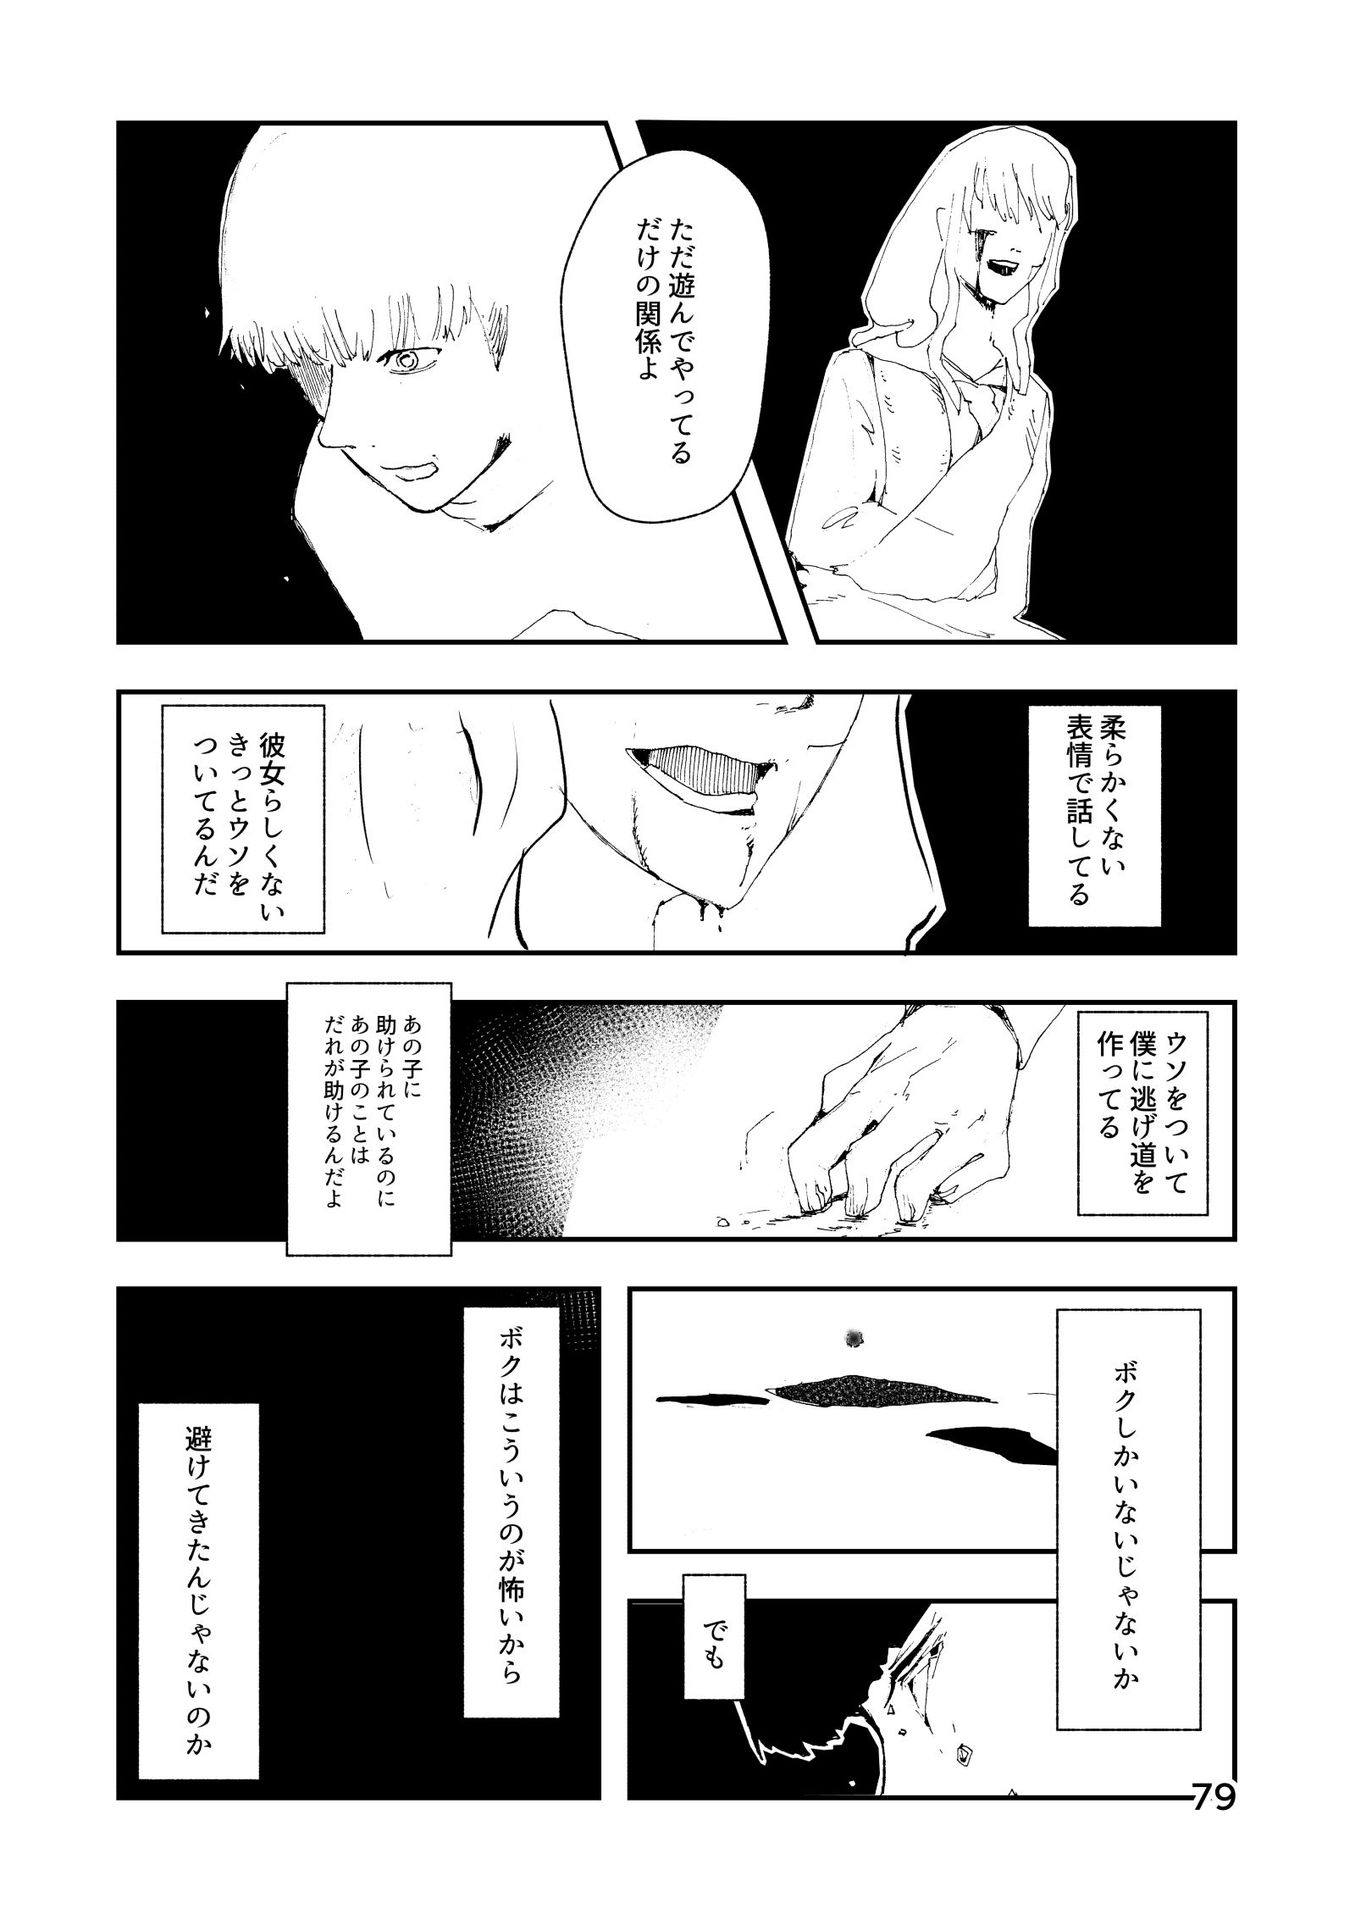 ただ遊んでやってる
だけの関係よ
柔らかくない
表情で話してる
彼女らしくない
きっとウソを
ついてるんだ
ウソをついて
僕に逃げ道を
作ってる
あの子に
助けられているのに
あの子のことは
だれが助けるんだよ
ボクしかいないじゃないか
でも
ボクはこういうのが怖いから
避けてきたんじゃないのか
79